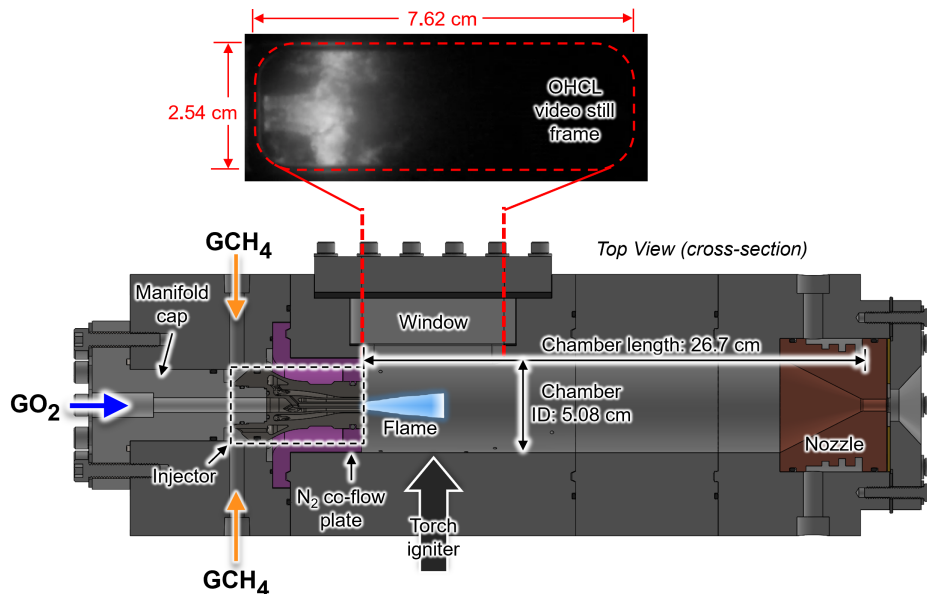 7.62 cm
2.54 cm
OHCL
video still
frame
GCH4
Top View (cross-section)
Manifold
cap
Window
Chamber length: 26.7 cm
Chamber
ID: 5.08 cm
GO2
Flame
Nozzle
Injector
N2 co-flow
plate
Torch
igniter
GCH4